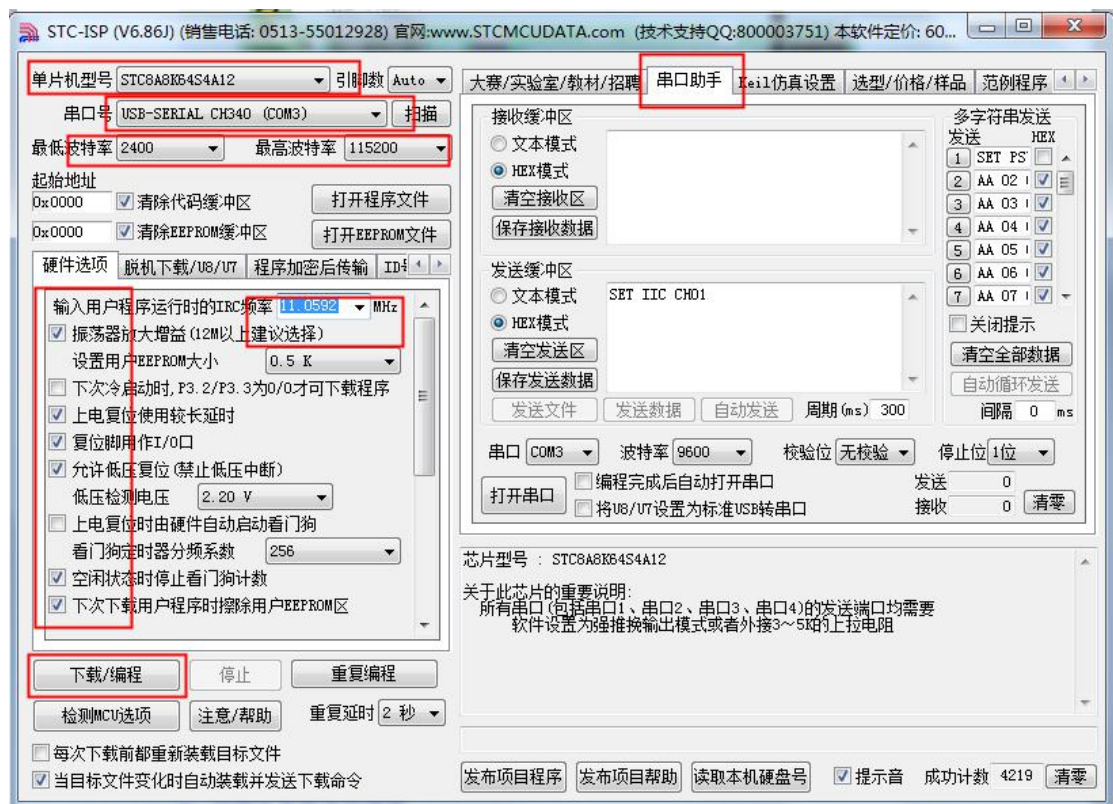 STC-ISP (V6.86J) (销售电话: 0513-55012928) 官网:www.STCMCUDATA.com (技术支持QQ:800003751) 本软件定价: 60...
单片机型号 STC8A8K64S4A12 引脚数 Auto
串口号 USB-SERIAL CH340 (COM3) 扫描
最低波特率 2400 最高波特率 115200
起始地址
0x0000 清除代码缓冲区 打开程序文件
0x0000 清除EEPROM缓冲区 打开EEPROM文件
硬件选项 脱机下载/U8/U7 程序加密后传输
输入用户程序运行时的IRC频率 11.0592 MHz
振荡器放大增益(12M以上建议选择)
设置用户EEPROM大小 0.5 K
下次冷启动时,P3.2/P3.3为0/0才可下载程序
上电复位使用较长延时
复位脚用作I/O口
允许低压复位(禁止低压中断)
低压检测电压 2.20 V
上电复位时由硬件自动启动看门狗
看门狗定时器分频系数 256
空闲状态时停止看门狗计数
下次下载用户程序时擦除用户EEPROM区
下载/编程 停止 重复编程
检测MCU选项 注意/帮助 重复延时 2 秒
每次下载前都重新装载目标文件
当目标文件变化时自动装载并发送下载命令
大赛/实验室/教材/招聘 串口助手 Keil仿真设置 选型/价格/样品 范例程序
接收缓冲区
文本模式
HEX模式
清空接收区
保存接收数据
发送缓冲区
文本模式 SET IIC CH01
HEX模式
清空发送区
保存发送数据
发送文件 发送数据 自动发送 周期(ms) 300
多字符串发送
发送 HEX
1 SET PS
2 AA 02
3 AA 03
4 AA 04
5 AA 05
6 AA 06
7 AA 07
关闭提示
清空全部数据
自动循环发送
间隔 0 ms
串口 COM3 波特率 9600 校验位 无校验 停止位 1位
打开串口 编程完成后自动打开串口 发送 0
将U8/U7设置为标准USB转串口 接收 0 清零
芯片型号 : STC8A8K64S4A12
关于此芯片的重要说明:
所有串口(包括串口1、串口2、串口3、串口4)的发送端口均需要
软件设置为强推挽输出模式或者外接3～5K的上拉电阻
发布项目程序 发布项目帮助 读取本机硬盘号 提示音 成功计数 4219 清零